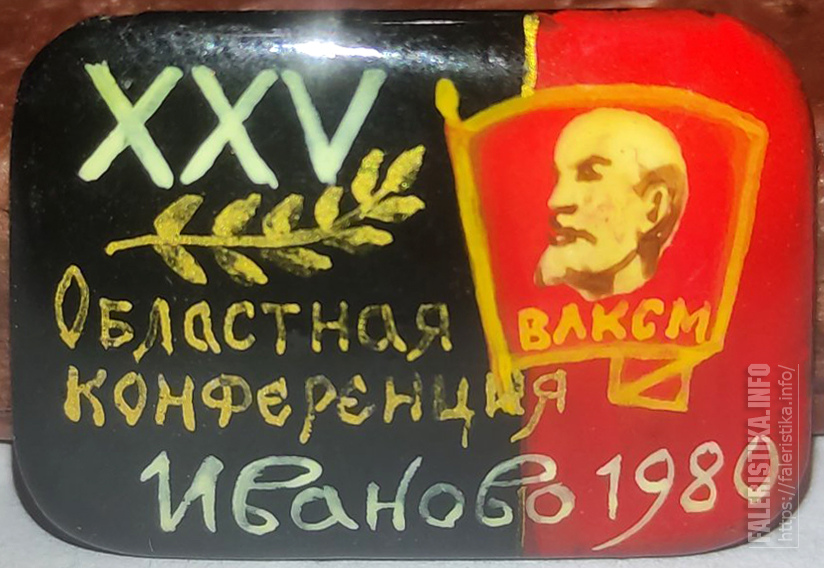 XXV
ОБЛАСТНАЯ
КОНФЕРЕНЦИЯ
ВЛКСМ
Иваново 1980
FALERISTIKA.INFO
https://faleristika.info/